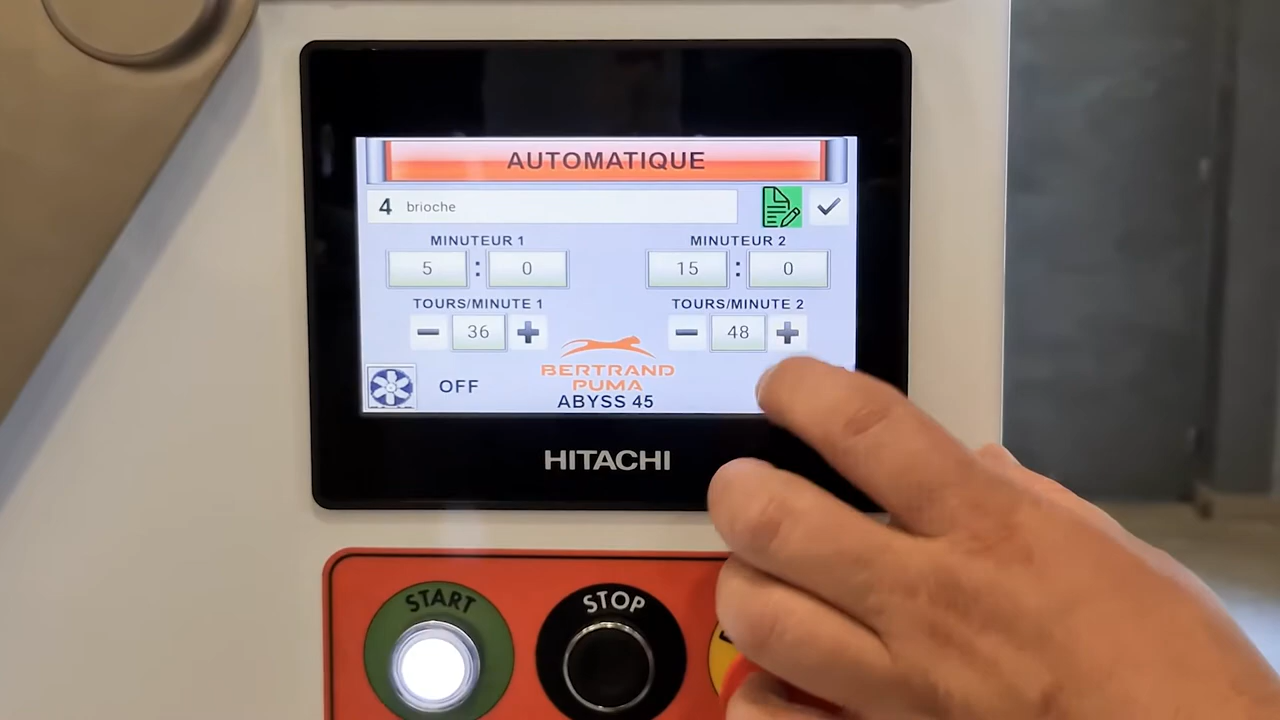 AUTOMATIQUE
4 brioche
MINUTEUR 1
MINUTEUR 2
5 : 0
15 : 0
TOURS/MINUTE 1
TOURS/MINUTE 2
36
48
OFF
BERTRAND
PUMA
ABYSS 45
HITACHI
START
STOP